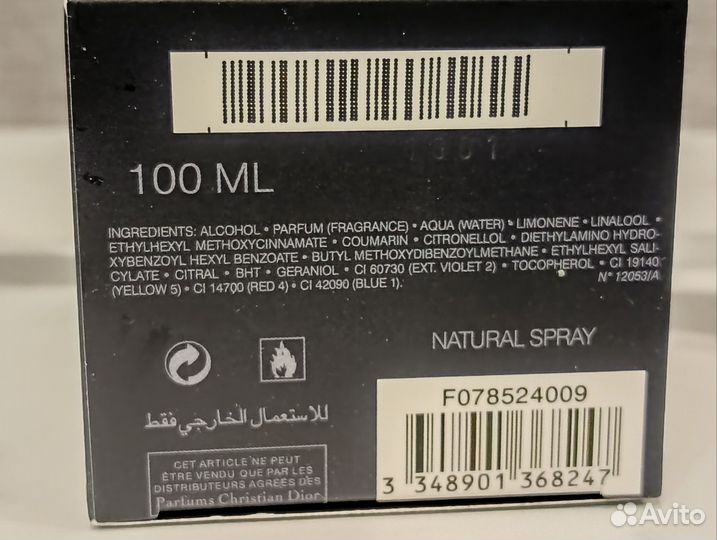 1001
100 ML
INGREDIENTS: ALCOHOL • PARFUM (FRAGRANCE) • AQUA (WATER) • LIMONENE • LINALOOL •
ETHYLHEXYL METHOXYCINNAMATE • COUMARIN • CITRONELLOL • DIETHYLAMINO HYDRO-
XYBENZOYL HEXYL BENZOATE • BUTYL METHOXYDIBENZOYLMETHANE • ETHYLHEXYL SALI-
CYLATE • CITRAL • BHT • GERANIOL • CI 60730 (EXT. VIOLET 2) • TOCOPHEROL • CI 19140
(YELLOW 5) • CI 14700 (RED 4) • CI 42090 (BLUE 1).
N° 12053/A
NATURAL SPRAY
للاستعمال الخارجي فقط
CET ARTICLE NE PEUT
ÊTRE VENDU QUE PAR LES
DISTRIBUTEURS AGRÉÉS DES
Parfums Christian Dior
F078524009
3 348901 368247
Avito